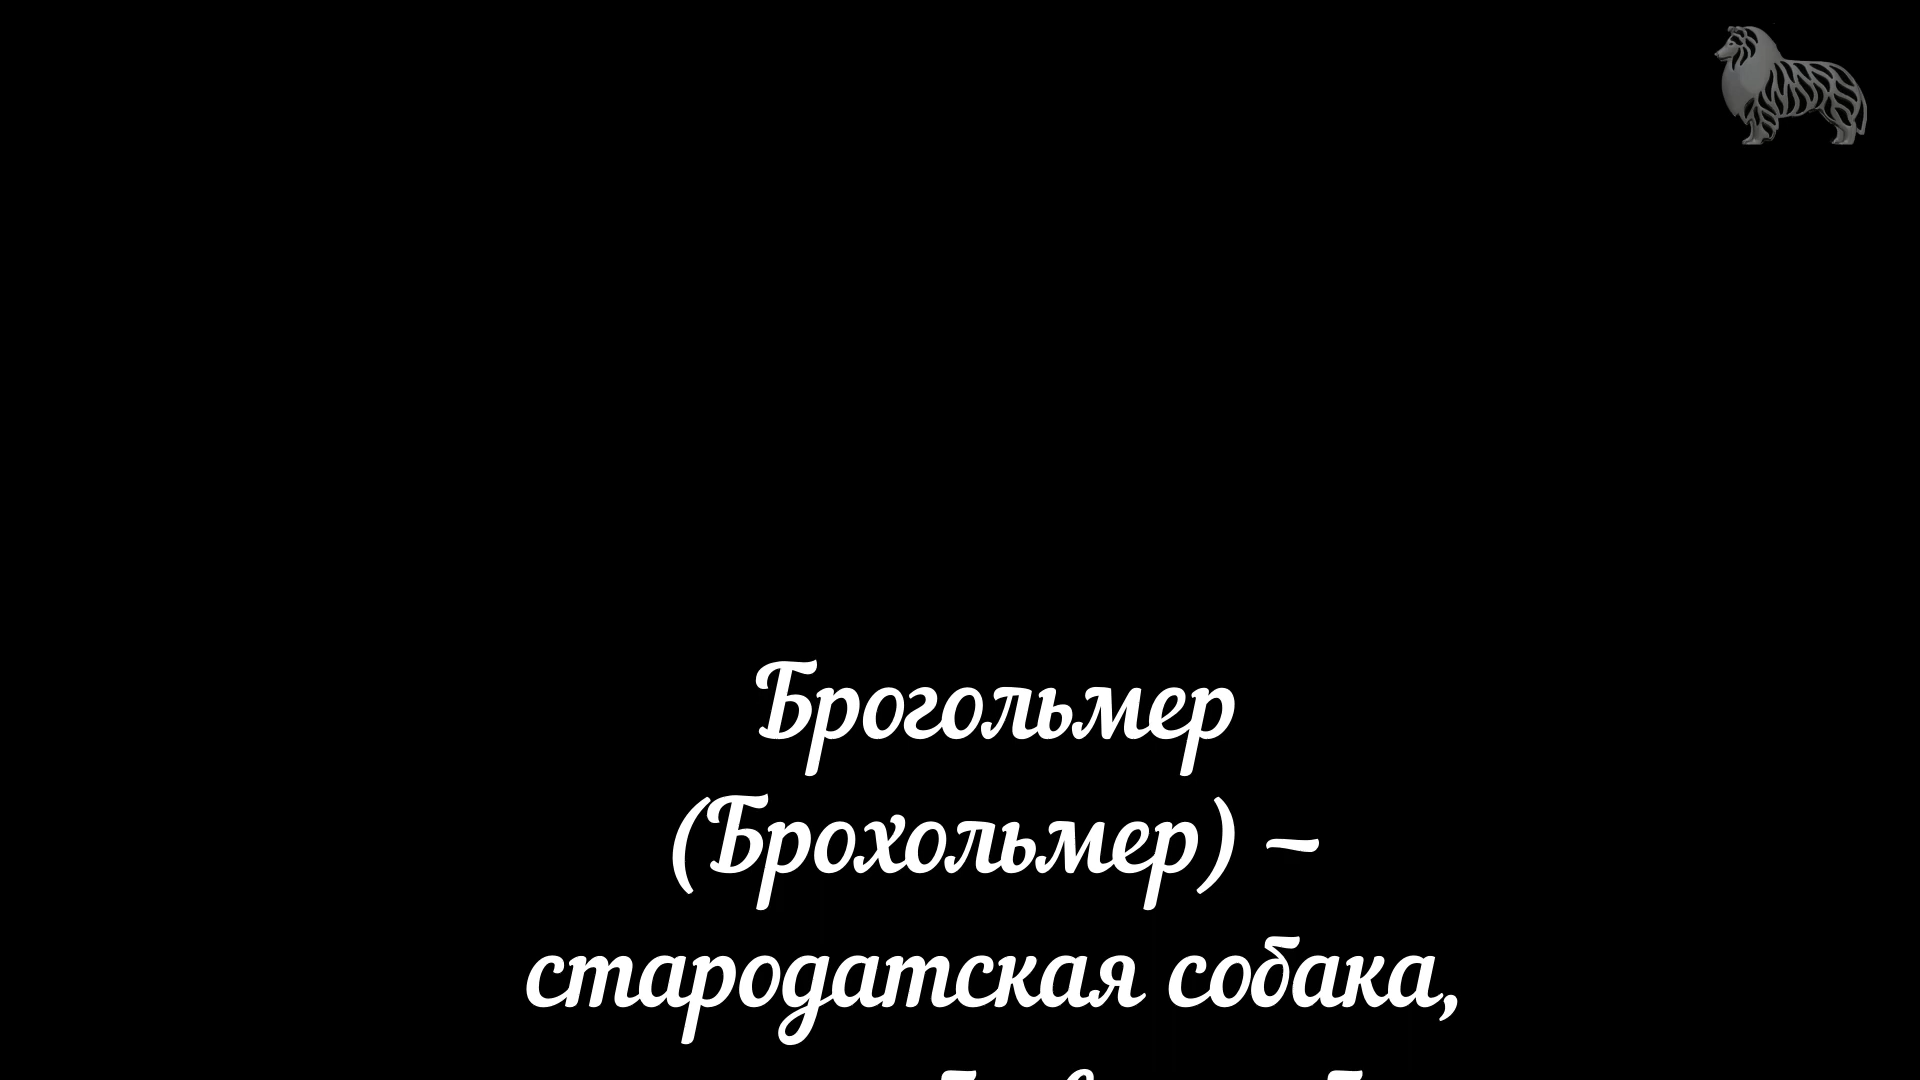 Брогольмер
(Брохольмер) –
стародатская собака,